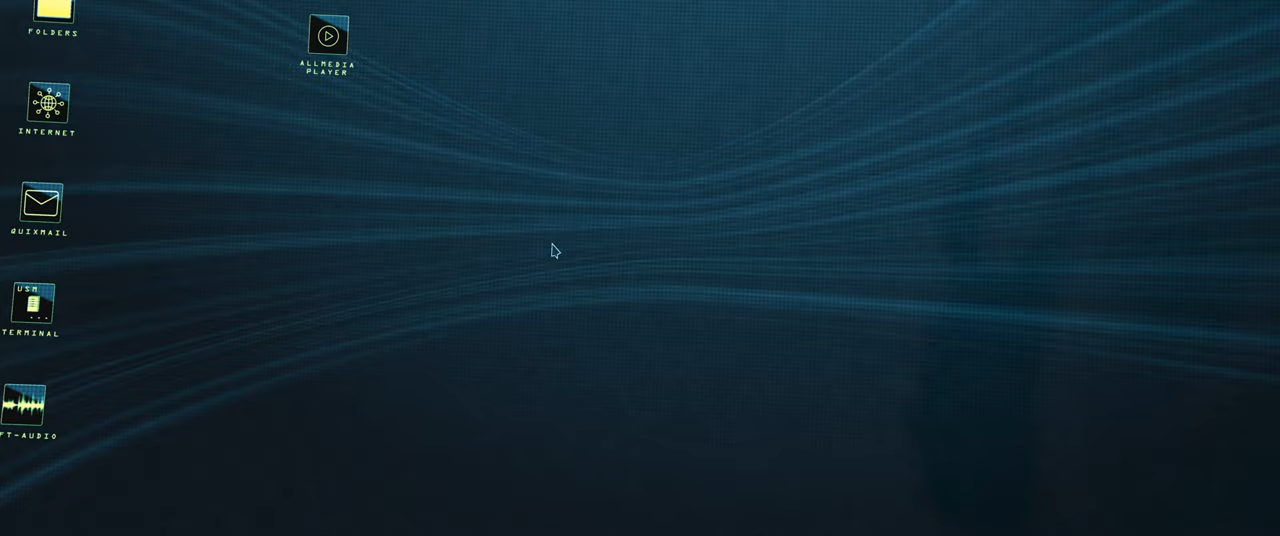 FOLDERS
ALLMEDIA
PLAYER
INTERNET
QUIXMAIL
USM
TERMINAL
FT-AUDIO